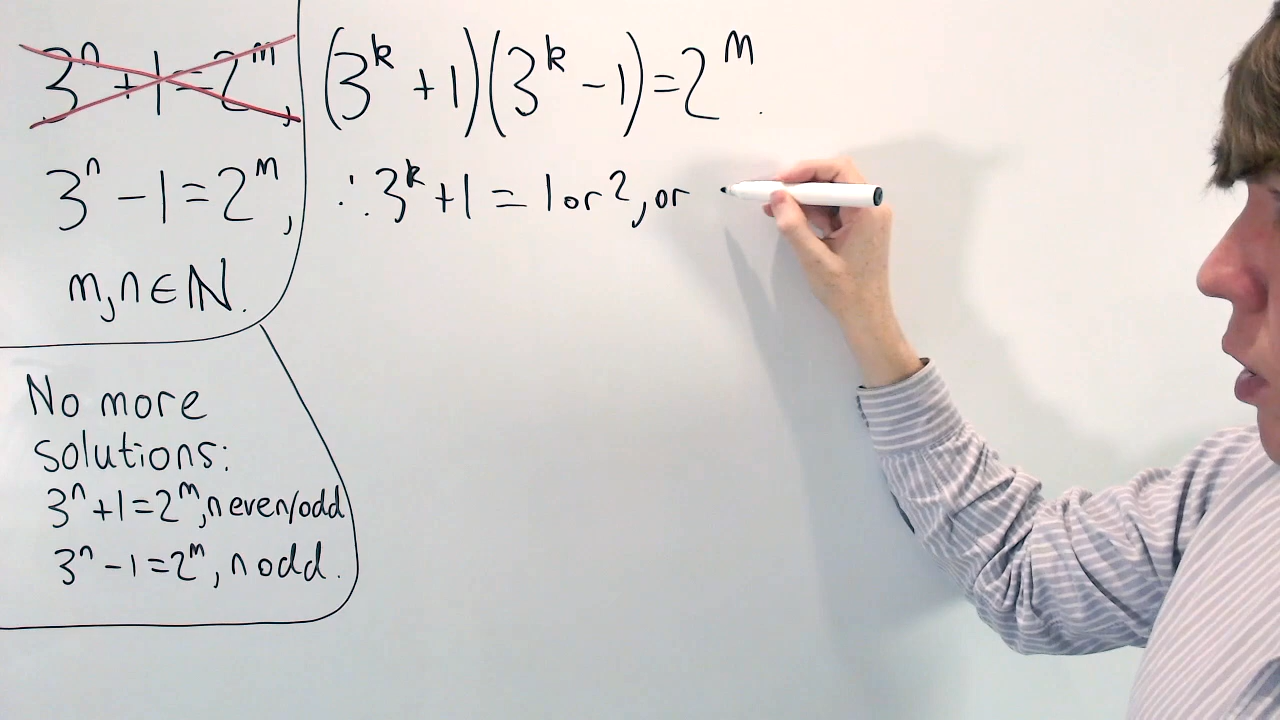 3ⁿ + 1 = 2ᵐ,
3ⁿ − 1 = 2ᵐ,
m, n ∈ ℕ.
No more
solutions:
3ⁿ + 1 = 2ᵐ, n even/odd
3ⁿ − 1 = 2ᵐ, n odd.
(3ᵏ + 1)(3ᵏ − 1) = 2ᵐ.
∴ 3ᵏ + 1 = 1 or 2, or